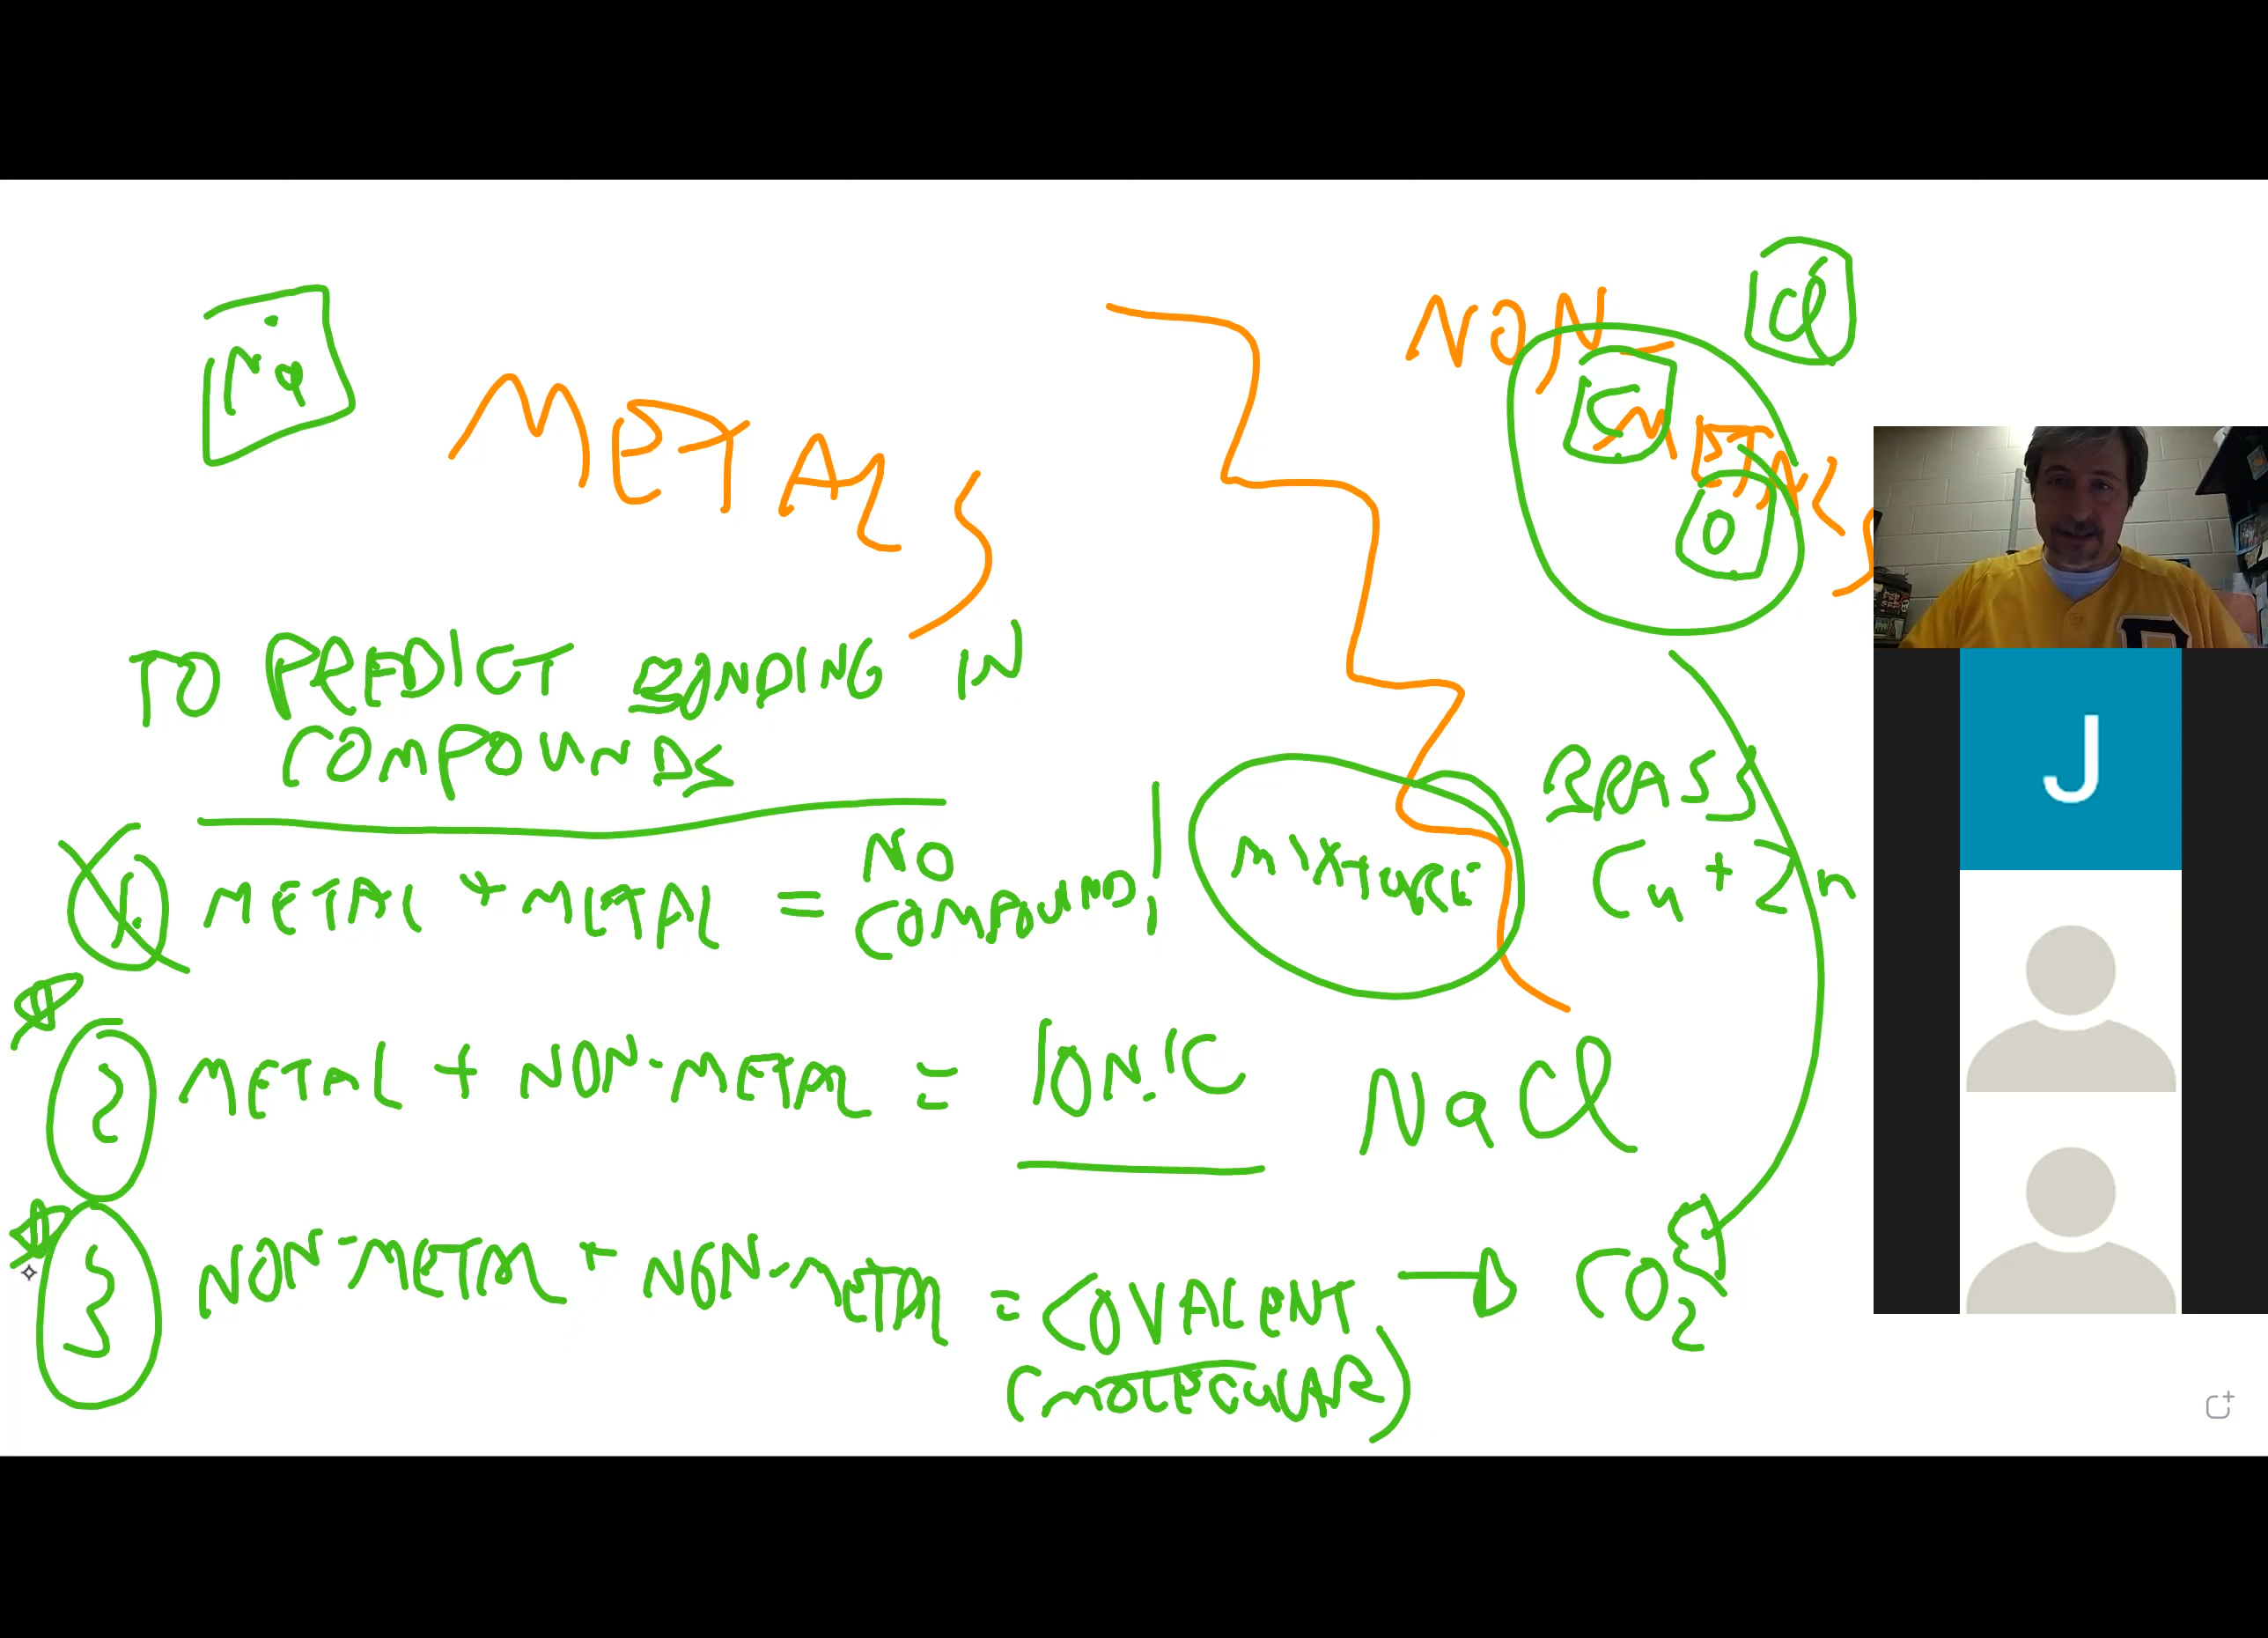 Na
Cl
METALS
NON-
METALS
C
O
TO PREDICT BONDING IN
COMPOUNDS
1. METAL + METAL = NO COMPOUND! MIXTURE
BRASS
Cu + Zn
2 METAL + NON-METAL = IONIC NaCl
3 NON-METAL + NON-METAL = COVALENT → CO2
(MOLECULAR)
J